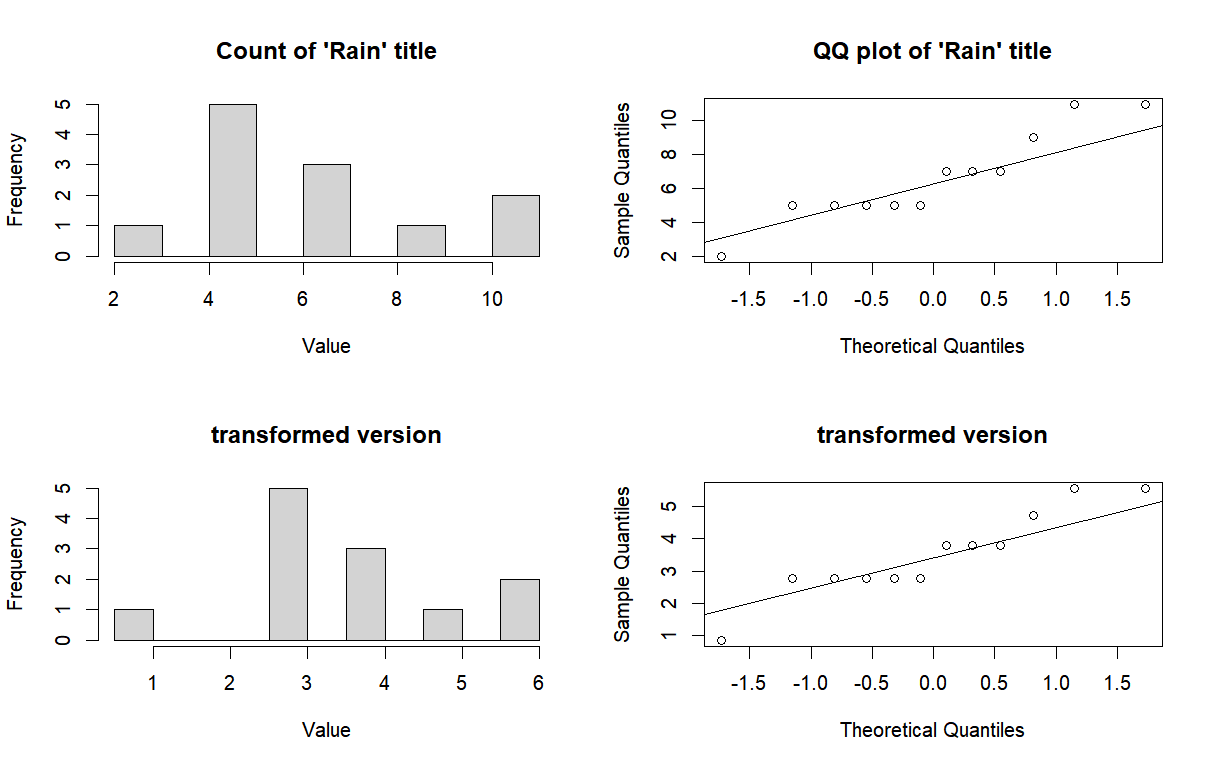 Count of 'Rain' title
Frequency
5
4
3
2
1
0
2 4 6 8 10
Value
QQ plot of 'Rain' title
Sample Quantiles
10
8
6
4
2
-1.5 -1.0 -0.5 0.0 0.5 1.0 1.5
Theoretical Quantiles
transformed version
Frequency
5
4
3
2
1
0
1 2 3 4 5 6
Value
transformed version
Sample Quantiles
5
4
3
2
1
-1.5 -1.0 -0.5 0.0 0.5 1.0 1.5
Theoretical Quantiles